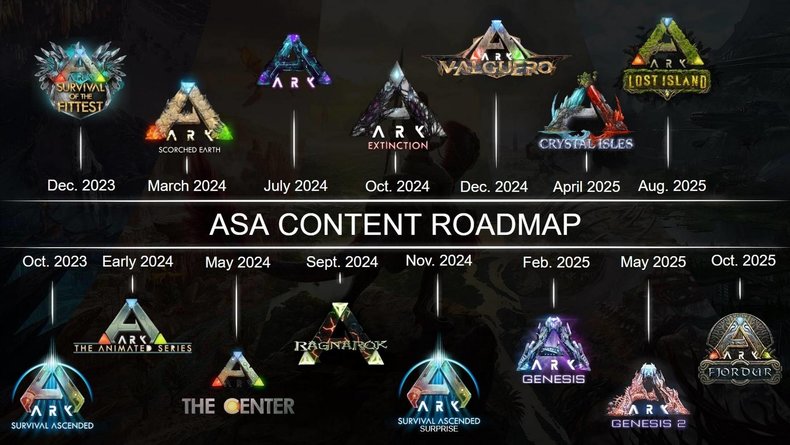 ARK
SURVIVAL
OF THE
FITTEST
ARK
SCORCHED EARTH
ARK
ARK
EXTINCTION
ARK
VALGUERO
ARK
CRYSTAL ISLES
ARK
LOST ISLAND
Dec. 2023
March 2024
July 2024
Oct. 2024
Dec. 2024
April 2025
Aug. 2025
ASA CONTENT ROADMAP
Oct. 2023
Early 2024
May 2024
Sept. 2024
Nov. 2024
Feb. 2025
May 2025
Oct. 2025
ARK
SURVIVAL ASCENDED
ARK
THE ANIMATED SERIES
ARK
THE CENTER
RAGNAROK
ARK
SURVIVAL ASCENDED
SURPRISE
ARK
GENESIS
ARK
GENESIS 2
ARK
FJORDUR